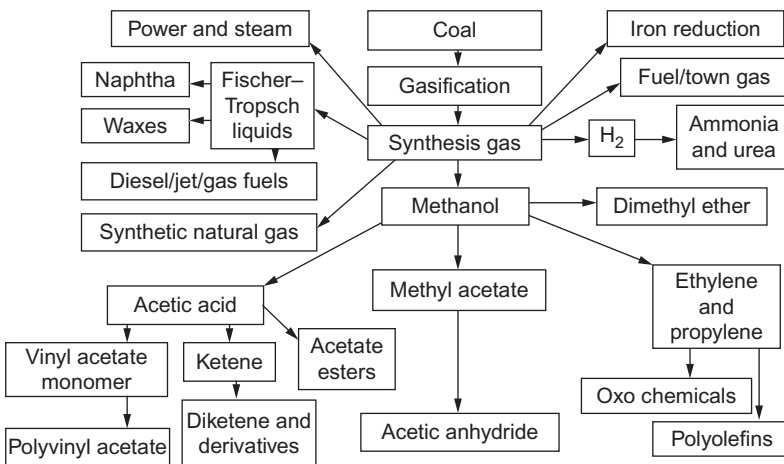 Power and steam
Coal
Iron reduction
Naphtha
Fischer–
Tropsch
liquids
Gasification
Fuel/town gas
Waxes
Synthesis gas
H2
Ammonia
and urea
Diesel/jet/gas fuels
Methanol
Dimethyl ether
Synthetic natural gas
Acetic acid
Methyl acetate
Ethylene
and
propylene
Vinyl acetate
monomer
Ketene
Acetate
esters
Oxo chemicals
Polyvinyl acetate
Diketene and
derivatives
Acetic anhydride
Polyolefins